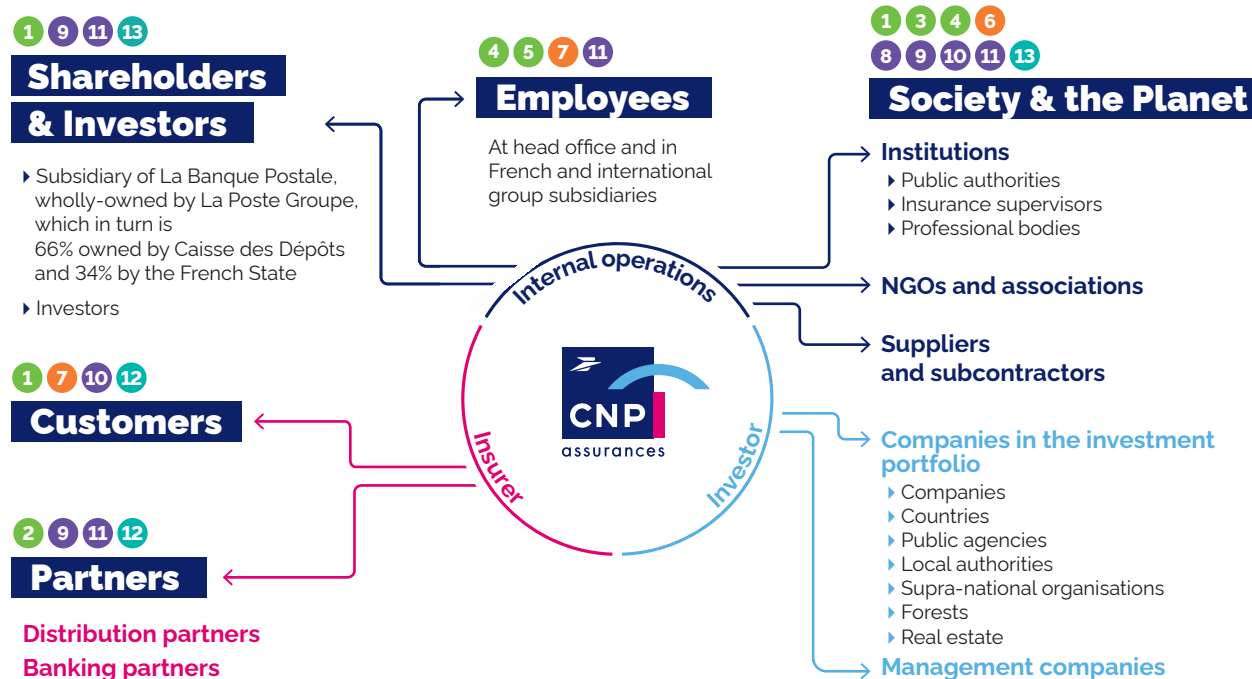 1 9 11 13
Shareholders
& Investors
Subsidiary of La Banque Postale,
wholly-owned by La Poste Groupe,
which in turn is
66% owned by Caisse des Dépôts
and 34% by the French State
Investors
4 5 7 11
Employees
At head office and in
French and international
group subsidiaries
1 3 4 6
8 9 10 11 13
Society & the Planet
Institutions
Public authorities
Insurance supervisors
Professional bodies
NGOs and associations
Suppliers
and subcontractors
Internal operations
CNP
assurances
Insurer
Investor
1 7 10 12
Customers
2 9 11 12
Partners
Distribution partners
Banking partners
Companies in the investment
portfolio
Companies
Countries
Public agencies
Local authorities
Supra-national organisations
Forests
Real estate
Management companies